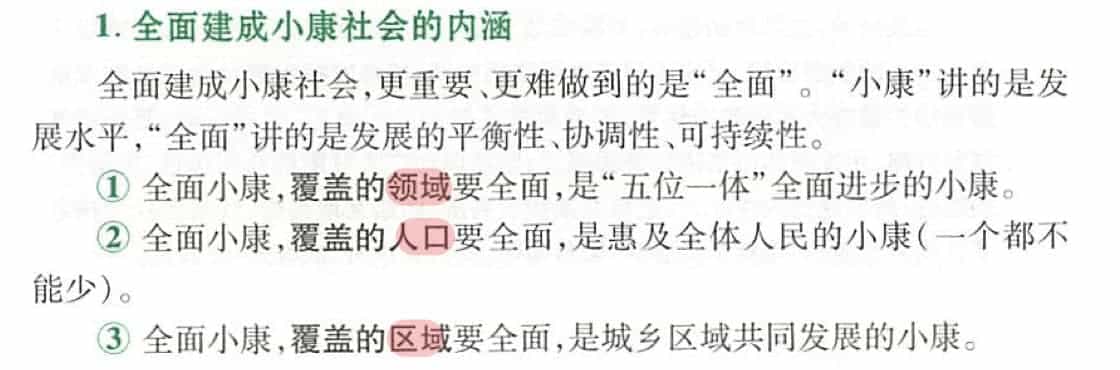 1. 全面建成小康社会的内涵
全面建成小康社会,更重要、更难做到的是“全面”。“小康”讲的是发
展水平,“全面”讲的是发展的平衡性、协调性、可持续性。
① 全面小康,覆盖的领域要全面,是“五位一体”全面进步的小康。
② 全面小康,覆盖的人口要全面,是惠及全体人民的小康(一个都不
能少)。
③ 全面小康,覆盖的区域要全面,是城乡区域共同发展的小康。